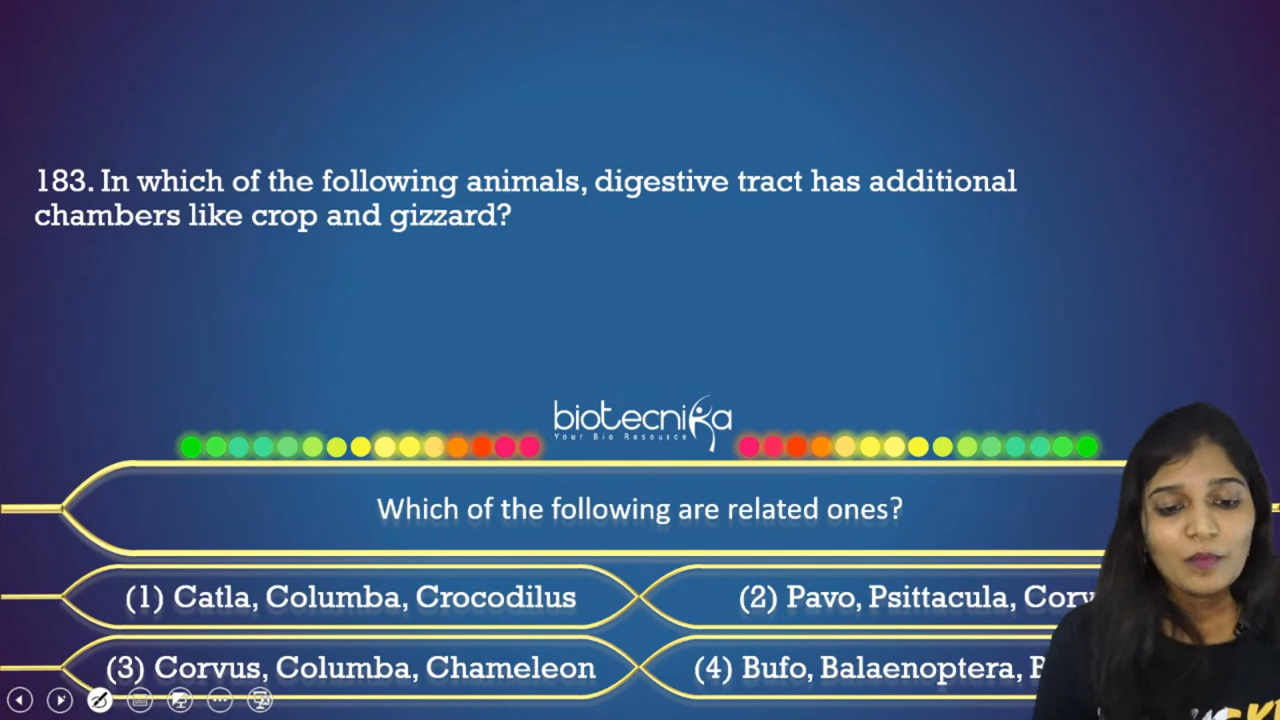 183. In which of the following animals, digestive tract has additional
chambers like crop and gizzard?
biotecnika
Your Bio Resource
Which of the following are related ones?
(1) Catla, Columba, Crocodilus
(2) Pavo, Psittacula,
(3) Corvus, Columba, Chameleon
(4) Bufo, Balaenoptera,